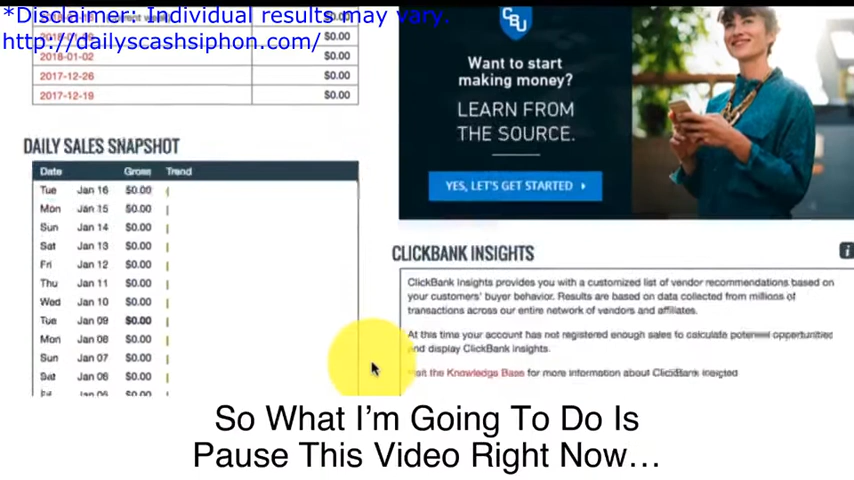 *Disclaimer: Individual results may vary.
http://dailyscashsiphon.com/
$0.00
$0.00
2018-01-02 $0.00
2017-12-26 $0.00
2017-12-19 $0.00
DAILY SALES SNAPSHOT
Date Gross Trend
Tue Jan 16 $0.00
Mon Jan 15 $0.00
Sun Jan 14 $0.00
Sat Jan 13 $0.00
Fri Jan 12 $0.00
Thu Jan 11 $0.00
Wed Jan 10 $0.00
Tue Jan 09 $0.00
Mon Jan 08 $0.00
Sun Jan 07 $0.00
Sat Jan 06 $0.00
CBU
Want to start
making money?
LEARN FROM
THE SOURCE.
YES, LET'S GET STARTED
CLICKBANK INSIGHTS
i
ClickBank Insights provides you with a customized list of vendor recommendations based on
your customers' buyer behavior. Results are based on data collected from millions of
transactions across our entire network of vendors and affiliates.
At this time your account has not registered enough sales to calculate potential opportunities
and display ClickBank insights.
the Knowledge Base for more information about ClickBank
So What I'm Going To Do Is
Pause This Video Right Now...